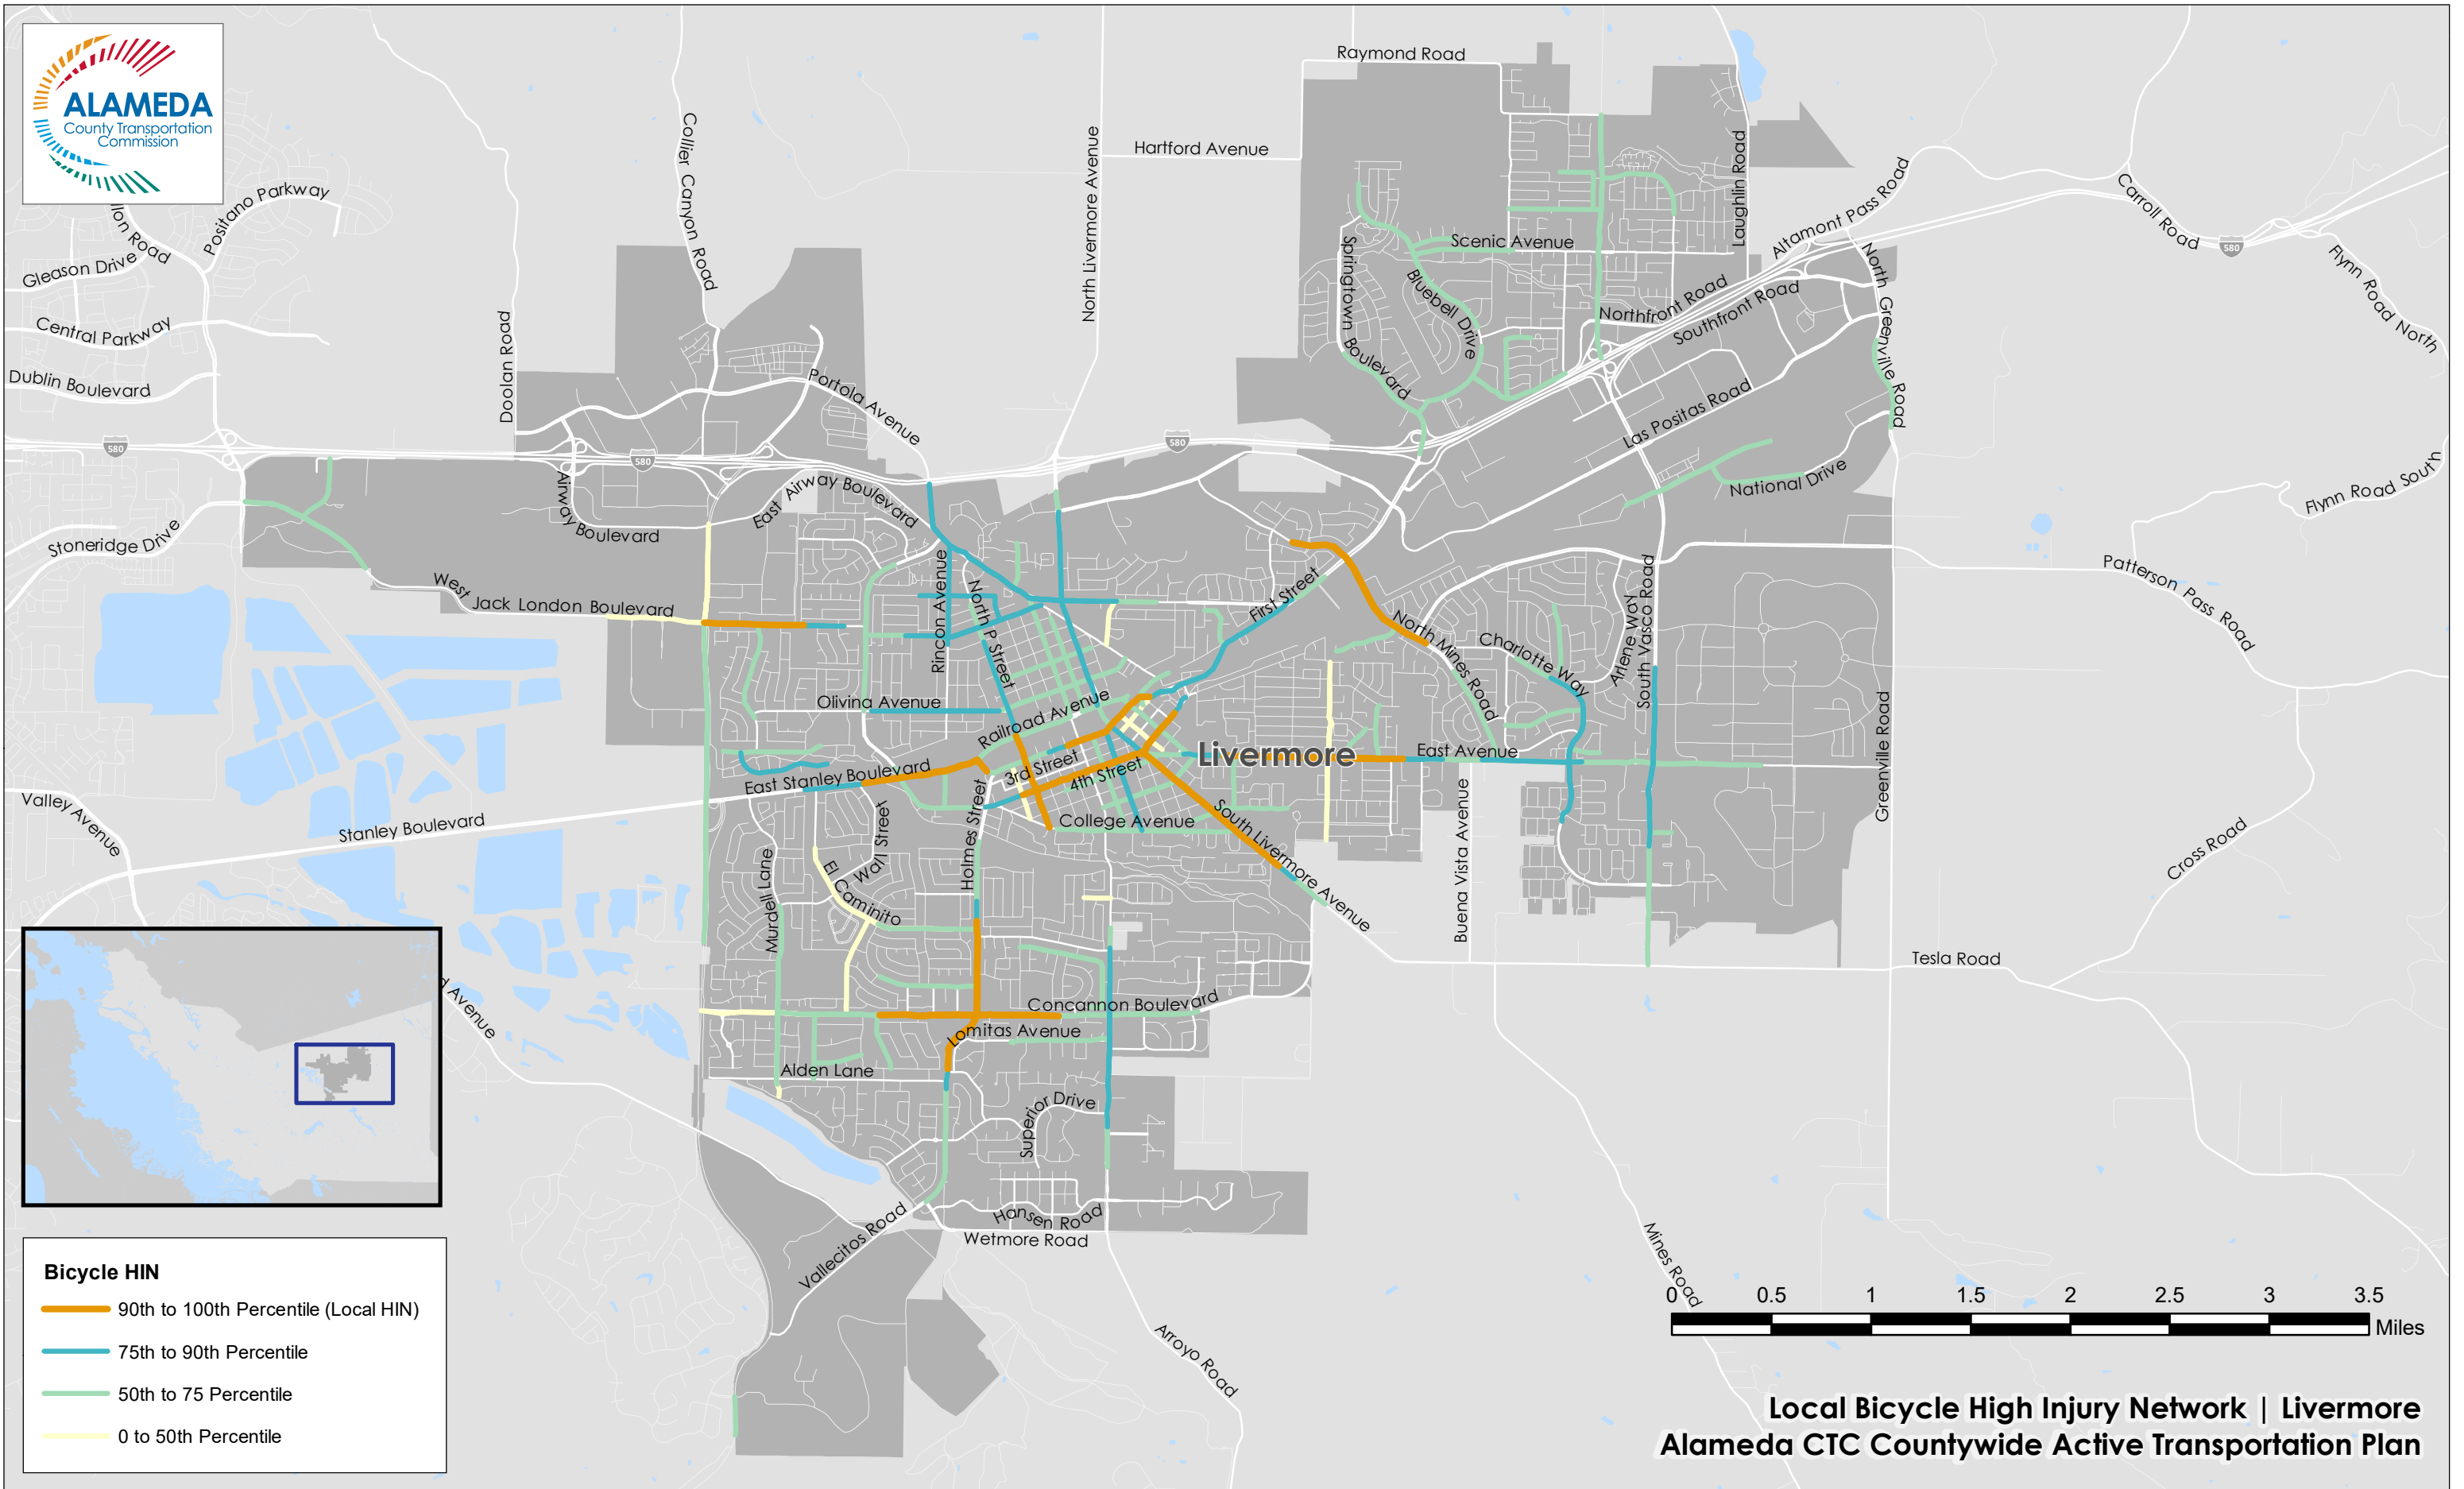 ALAMEDA
County Transportation
Commission
Raymond Road
Hartford Avenue
North Livermore Avenue
Collier Canyon Road
Doolan Road
Positano Parkway
llon Road
Gleason Drive
Central Parkway
Dublin Boulevard
580
580
580
580
Stoneridge Drive
West
Jack London Boulevard
Airway Boulevard
East
Airway Boulevard
Portola Avenue
Springtown
Boulevard
Bluebell Drive
Scenic Avenue
Laughlin Road
Altamont Pass Road
Northfront Road
Southfront Road
North Greenville Road
Carroll Road
Flynn Road North
Flynn Road South
Las Positas Road
National Drive
Patterson Pass Road
Rincon Avenue
North P Street
First Street
North Mines Road
Charlotte Way
Arlene Way
South Vasco Road
Olivina Avenue
Railroad Avenue
3rd Street
4th Street
Livermore
East Avenue
East Stanley Boulevard
Stanley Boulevard
Valley Avenue
College Avenue
South Livermore Avenue
Buena Vista Avenue
Greenville Road
Cross Road
Holmes Street
Wall Street
El Caminito
Murdell Lane
Concannon Boulevard
Lomitas Avenue
Alden Lane
Superior Drive
Tesla Road
d Avenue
Hansen Road
Wetmore Road
Vallecitos Road
Arroyo Road
Mines Road
Bicycle HIN
90th to 100th Percentile (Local HIN)
75th to 90th Percentile
50th to 75 Percentile
0 to 50th Percentile
0 0.5 1 1.5 2 2.5 3 3.5
Miles
Local Bicycle High Injury Network | Livermore
Alameda CTC Countywide Active Transportation Plan